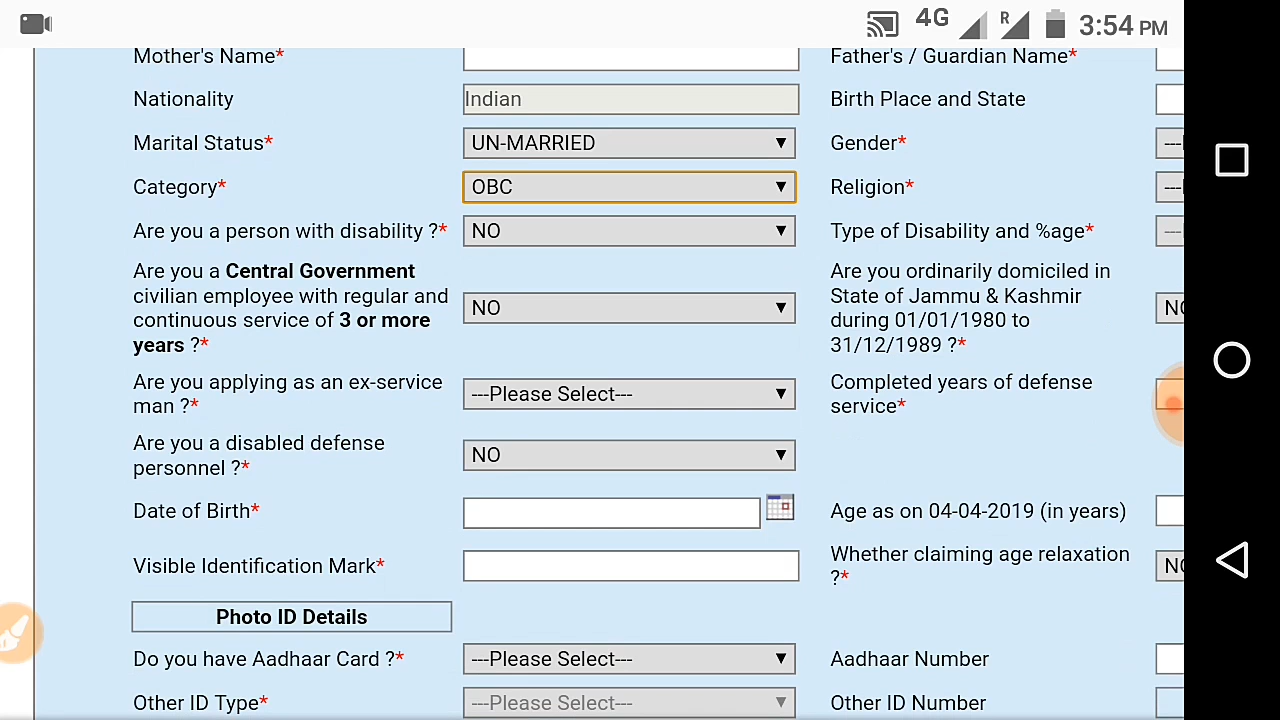 4G R 3:54 PM
Mother's Name* Father's / Guardian Name*
Nationality Indian Birth Place and State
Marital Status* UN-MARRIED Gender* ---
Category* OBC Religion* ---
Are you a person with disability ?* NO Type of Disability and %age* ---
Are you a Central Government Are you ordinarily domiciled in
civilian employee with regular and State of Jammu & Kashmir
continuous service of 3 or more NO during 01/01/1980 to NO
years ?* 31/12/1989 ?*
Are you applying as an ex-service ---Please Select--- Completed years of defense
man ?* service*
Are you a disabled defense NO
personnel ?*
Date of Birth* Age as on 04-04-2019 (in years)
Visible Identification Mark* Whether claiming age relaxation NO
?*
Photo ID Details
Do you have Aadhaar Card ?* ---Please Select--- Aadhaar Number
Other ID Type* ---Please Select--- Other ID Number